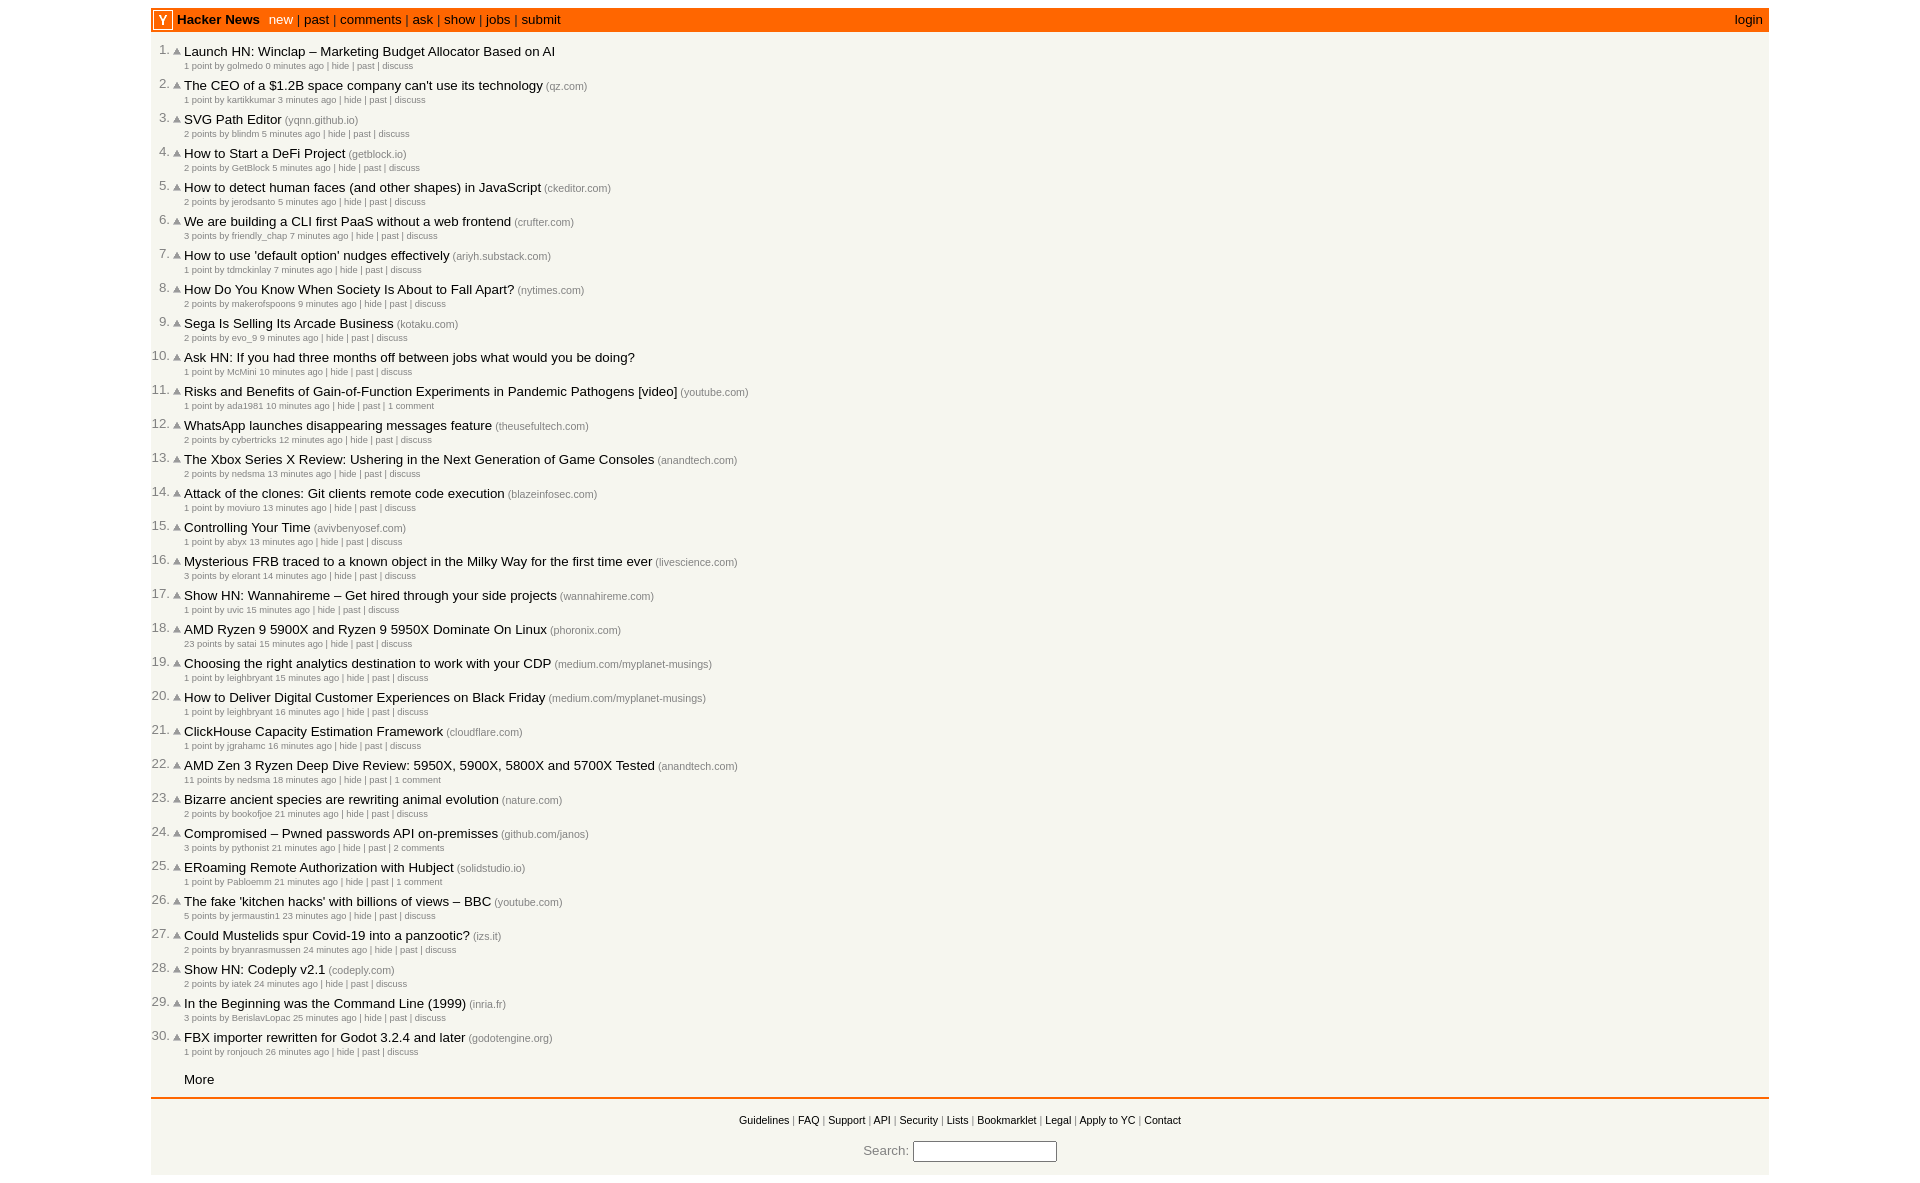 Y Hacker News new | past | comments | ask | show | jobs | submit login
1. Launch HN: Winclap – Marketing Budget Allocator Based on AI
1 point by golmedo 0 minutes ago | hide | past | discuss
2. The CEO of a $1.2B space company can't use its technology (qz.com)
1 point by kartikkumar 3 minutes ago | hide | past | discuss
3. SVG Path Editor (yqnn.github.io)
2 points by blindm 5 minutes ago | hide | past | discuss
4. How to Start a DeFi Project (getblock.io)
2 points by GetBlock 5 minutes ago | hide | past | discuss
5. How to detect human faces (and other shapes) in JavaScript (ckeditor.com)
2 points by jerodsanto 5 minutes ago | hide | past | discuss
6. We are building a CLI first PaaS without a web frontend (crufter.com)
3 points by friendly_chap 7 minutes ago | hide | past | discuss
7. How to use 'default option' nudges effectively (ariyh.substack.com)
1 point by tdmckinlay 7 minutes ago | hide | past | discuss
8. How Do You Know When Society Is About to Fall Apart? (nytimes.com)
2 points by makerofspoons 9 minutes ago | hide | past | discuss
9. Sega Is Selling Its Arcade Business (kotaku.com)
2 points by evo_9 9 minutes ago | hide | past | discuss
10. Ask HN: If you had three months off between jobs what would you be doing?
1 point by McMini 10 minutes ago | hide | past | discuss
11. Risks and Benefits of Gain-of-Function Experiments in Pandemic Pathogens [video] (youtube.com)
1 point by ada1981 10 minutes ago | hide | past | 1 comment
12. WhatsApp launches disappearing messages feature (theusefultech.com)
2 points by cybertricks 12 minutes ago | hide | past | discuss
13. The Xbox Series X Review: Ushering in the Next Generation of Game Consoles (anandtech.com)
2 points by nedsma 13 minutes ago | hide | past | discuss
14. Attack of the clones: Git clients remote code execution (blazeinfosec.com)
1 point by moviuro 13 minutes ago | hide | past | discuss
15. Controlling Your Time (avivbenyosef.com)
1 point by abyx 13 minutes ago | hide | past | discuss
16. Mysterious FRB traced to a known object in the Milky Way for the first time ever (livescience.com)
3 points by elorant 14 minutes ago | hide | past | discuss
17. Show HN: Wannahireme – Get hired through your side projects (wannahireme.com)
1 point by uvic 15 minutes ago | hide | past | discuss
18. AMD Ryzen 9 5900X and Ryzen 9 5950X Dominate On Linux (phoronix.com)
23 points by satai 15 minutes ago | hide | past | discuss
19. Choosing the right analytics destination to work with your CDP (medium.com/myplanet-musings)
1 point by leighbryant 15 minutes ago | hide | past | discuss
20. How to Deliver Digital Customer Experiences on Black Friday (medium.com/myplanet-musings)
1 point by leighbryant 16 minutes ago | hide | past | discuss
21. ClickHouse Capacity Estimation Framework (cloudflare.com)
1 point by jgrahamc 16 minutes ago | hide | past | discuss
22. AMD Zen 3 Ryzen Deep Dive Review: 5950X, 5900X, 5800X and 5700X Tested (anandtech.com)
11 points by nedsma 18 minutes ago | hide | past | 1 comment
23. Bizarre ancient species are rewriting animal evolution (nature.com)
2 points by bookofjoe 21 minutes ago | hide | past | discuss
24. Compromised – Pwned passwords API on-premisses (github.com/janos)
3 points by pythonist 21 minutes ago | hide | past | 2 comments
25. ERoaming Remote Authorization with Hubject (solidstudio.io)
1 point by Pabloemm 21 minutes ago | hide | past | 1 comment
26. The fake 'kitchen hacks' with billions of views – BBC (youtube.com)
5 points by jermaustin1 23 minutes ago | hide | past | discuss
27. Could Mustelids spur Covid-19 into a panzootic? (izs.it)
2 points by bryanrasmussen 24 minutes ago | hide | past | discuss
28. Show HN: Codeply v2.1 (codeply.com)
2 points by iatek 24 minutes ago | hide | past | discuss
29. In the Beginning was the Command Line (1999) (inria.fr)
3 points by BerislavLopac 25 minutes ago | hide | past | discuss
30. FBX importer rewritten for Godot 3.2.4 and later (godotengine.org)
1 point by ronjouch 26 minutes ago | hide | past | discuss
More
Guidelines | FAQ | Support | API | Security | Lists | Bookmarklet | Legal | Apply to YC | Contact
Search: